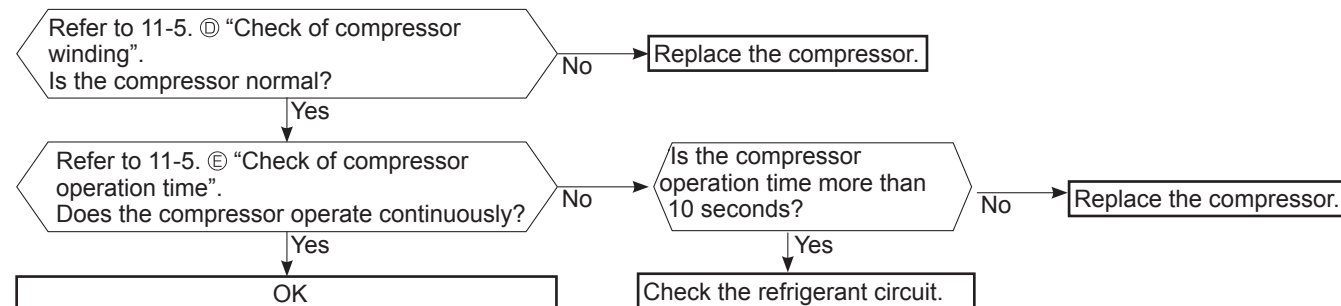 Refer to 11-5. Ⓓ “Check of compressor
winding”.
Is the compressor normal?
No
Replace the compressor.
Yes
Refer to 11-5. Ⓔ “Check of compressor
operation time”.
Does the compressor operate continuously?
No
Is the compressor
operation time more than
10 seconds?
No
Replace the compressor.
Yes
OK
Yes
Check the refrigerant circuit.